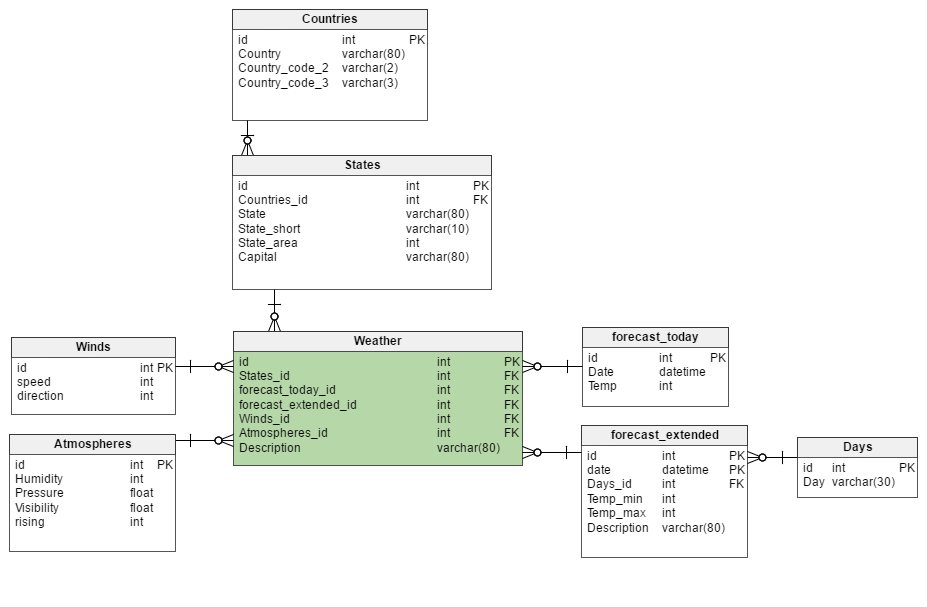 Countries
id int PK
Country varchar(80)
Country_code_2 varchar(2)
Country_code_3 varchar(3)
States
id int PK
Countries_id int FK
State varchar(80)
State_short varchar(10)
State_area int
Capital varchar(80)
Winds
id int PK
speed int
direction int
Weather
id int PK
States_id int FK
forecast_today_id int FK
forecast_extended_id int FK
Winds_id int FK
Atmospheres_id int FK
Description varchar(80)
forecast_today
id int PK
Date datetime
Temp int
Atmospheres
id int PK
Humidity int
Pressure float
Visibility float
rising int
forecast_extended
id int PK
date datetime PK
Days_id int FK
Temp_min int
Temp_max int
Description varchar(80)
Days
id int PK
Day varchar(30)